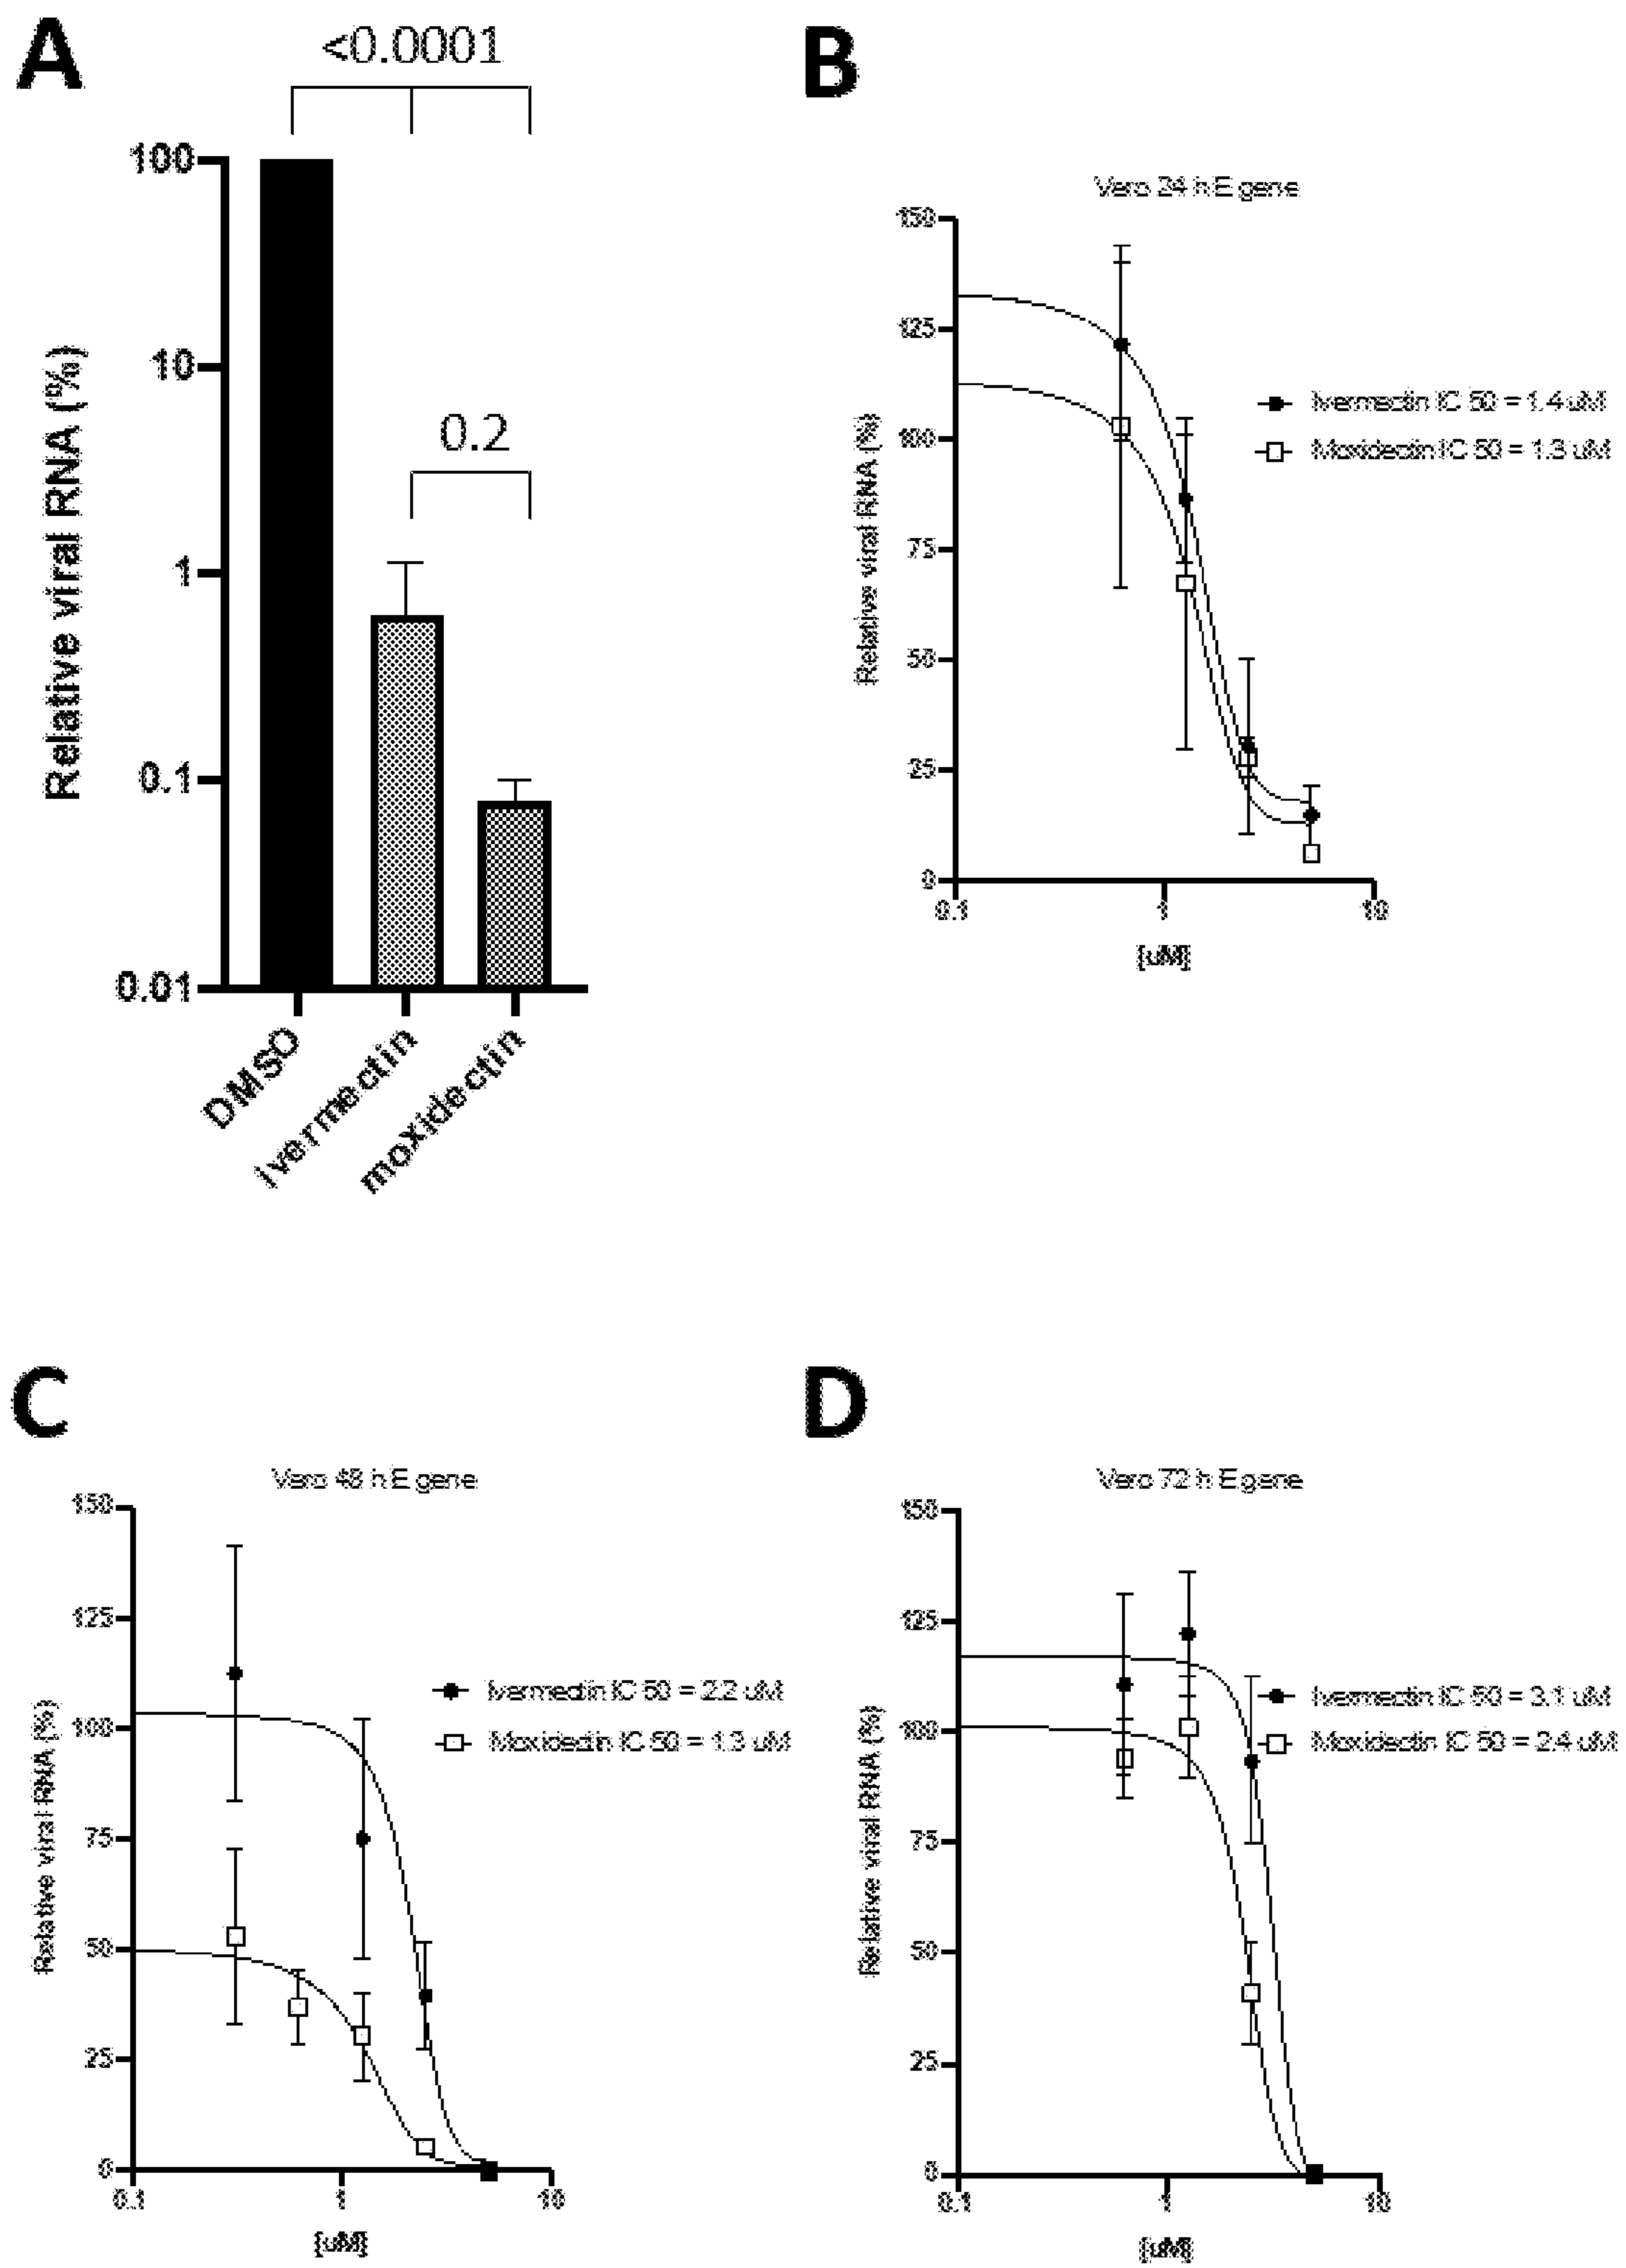 A
<0.0001
100
10
1
0.1
0.01
0.2
Relative viral RNA (%)
DMSO
ivermectin
moxidectin
B
Vero 24 h E gene
150
125
100
75
50
25
0
Relative viral RNA (%)
0.1
1
10
[uM]
Ivermectin IC 50 = 1.4 uM
Moxidectin IC 50 = 1.3 uM
C
Vero 48 h E gene
150
125
100
75
50
25
0
Relative viral RNA (%)
0.1
1
10
[uM]
Ivermectin IC 50 = 2.2 uM
Moxidectin IC 50 = 1.3 uM
D
Vero 72 h E gene
150
125
100
75
50
25
0
Relative viral RNA (%)
0.1
1
10
[uM]
Ivermectin IC 50 = 3.1 uM
Moxidectin IC 50 = 2.4 uM